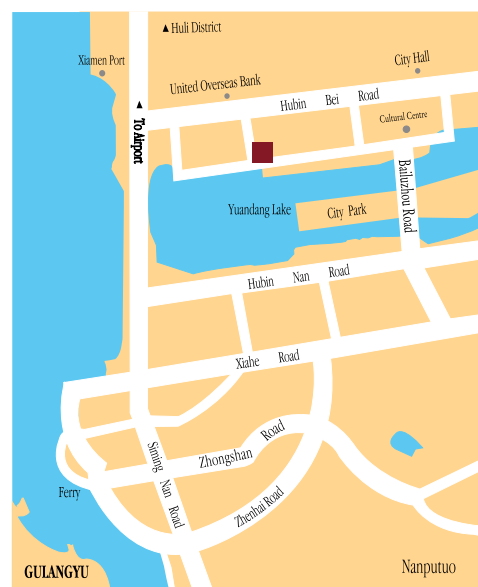 Huli District
Xiamen Port
City Hall
United Overseas Bank
Hubin Bei Road
To Airport
Cultural Centre
Bailuzhou Road
Yuandang Lake
City Park
Hubin Nan Road
Xiahe Road
Siming Nan Road
Zhongshan Road
Zhenhai Road
Ferry
GULANGYU
Nanputuo